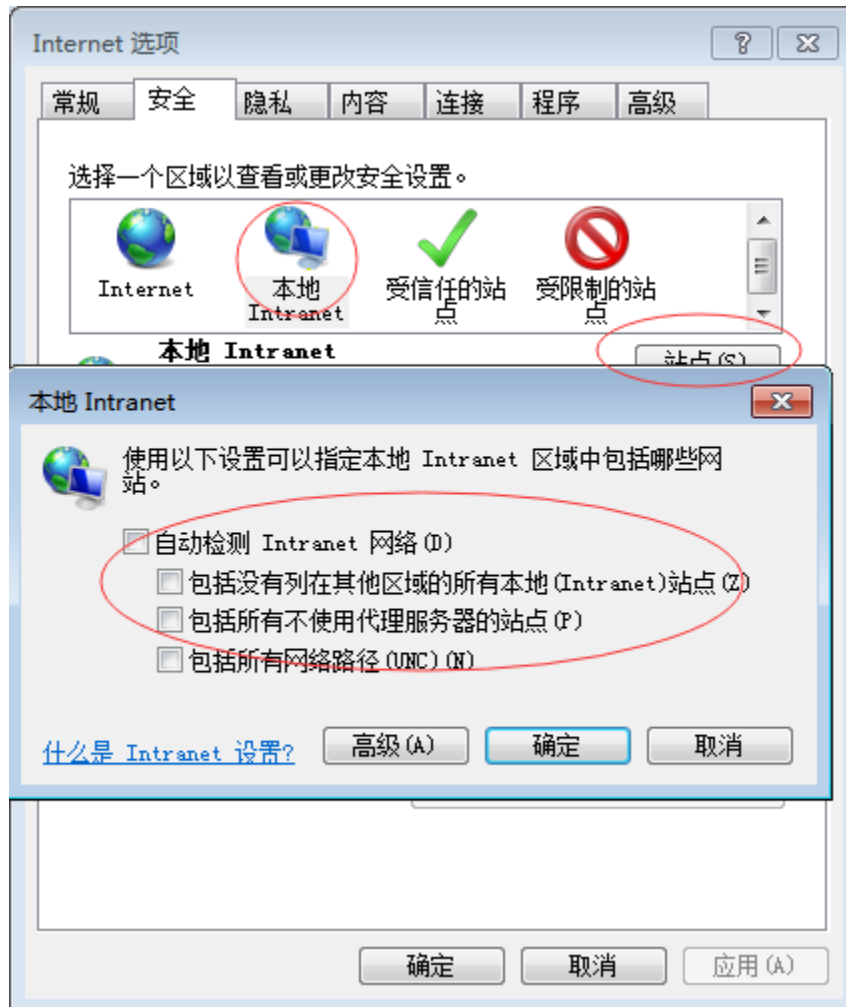 Internet 选项
常规 安全 隐私 内容 连接 程序 高级
选择一个区域以查看或更改安全设置。
Internet
本地
Intranet
受信任的站
点
受限制的站
点
本地 Intranet
站点(S)
本地 Intranet
使用以下设置可以指定本地 Intranet 区域中包括哪些网
站。
自动检测 Intranet 网络(D)
包括没有列在其他区域的所有本地(Intranet)站点(Z)
包括所有不使用代理服务器的站点(P)
包括所有网络路径(UNC)(N)
什么是 Intranet 设置? 高级(A) 确定 取消
确定 取消 应用(A)